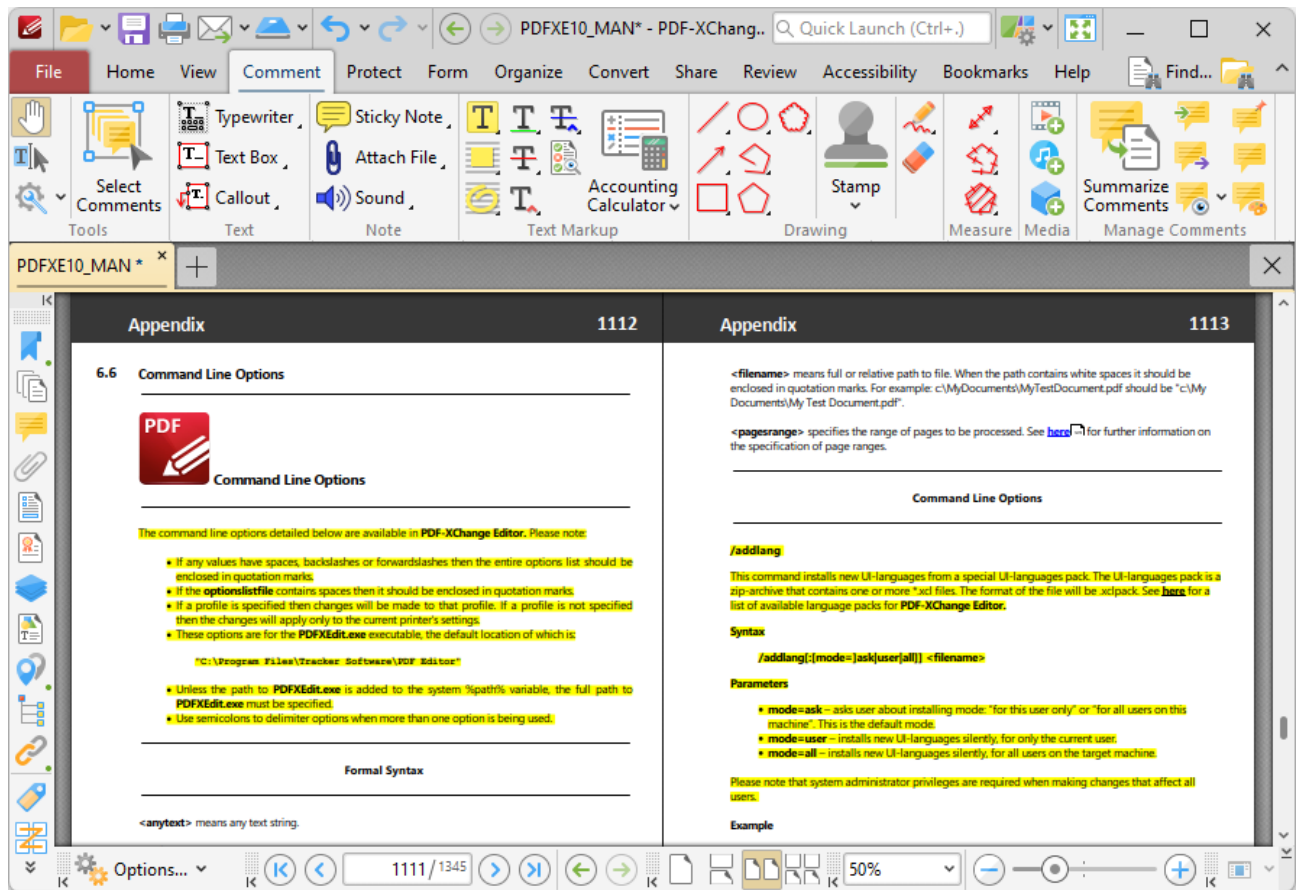 PDFXE10_MAN* - PDF-XChang..
Quick Launch (Ctrl+.)
File Home View Comment Protect Form Organize Convert Share Review Accessibility Bookmarks Help Find...
Typewriter
Text Box
Callout
Sticky Note
Attach File
Sound
Select
Comments
Accounting
Calculator
Stamp
Summarize
Comments
Tools Text Note Text Markup Drawing Measure Media Manage Comments
PDFXE10_MAN *
Appendix 1112
6.6 Command Line Options
PDF
Command Line Options
The command line options detailed below are available in PDF-XChange Editor. Please note:
• If any values have spaces, backslashes or forwardslashes then the entire options list should be
enclosed in quotation marks.
• If the optionslistfile contains spaces then it should be enclosed in quotation marks.
• If a profile is specified then changes will be made to that profile. If a profile is not specified
then the changes will apply only to the current printer's settings.
• These options are for the PDFXEdit.exe executable, the default location of which is:
"C:\Program Files\Tracker Software\PDF Editor"
• Unless the path to PDFXEdit.exe is added to the system %path% variable, the full path to
PDFXEdit.exe must be specified.
• Use semicolons to delimiter options when more than one option is being used.
Formal Syntax
<anytext> means any text string.
Appendix 1113
<filename> means full or relative path to file. When the path contains white spaces it should be
enclosed in quotation marks. For example: c:\MyDocuments\MyTestDocument.pdf should be "c:\My
Documents\My Test Document.pdf".
<pagesrange> specifies the range of pages to be processed. See here for further information on
the specification of page ranges.
Command Line Options
/addlang
This command installs new UI-languages from a special UI-languages pack. The UI-languages pack is a
zip-archive that contains one or more *.xcl files. The format of the file will be .xclpack. See here for a
list of available language packs for PDF-XChange Editor.
Syntax
/addlang[:[mode=]ask|user|all]] <filename>
Parameters
• mode=ask – asks user about installing mode: "for this user only" or "for all users on this
machine". This is the default mode.
• mode=user – installs new UI-languages silently, for only the current user.
• mode=all – installs new UI-languages silently, for all users on the target machine.
Please note that system administrator privileges are required when making changes that affect all
users.
Example
Options... 1111/1345 50%